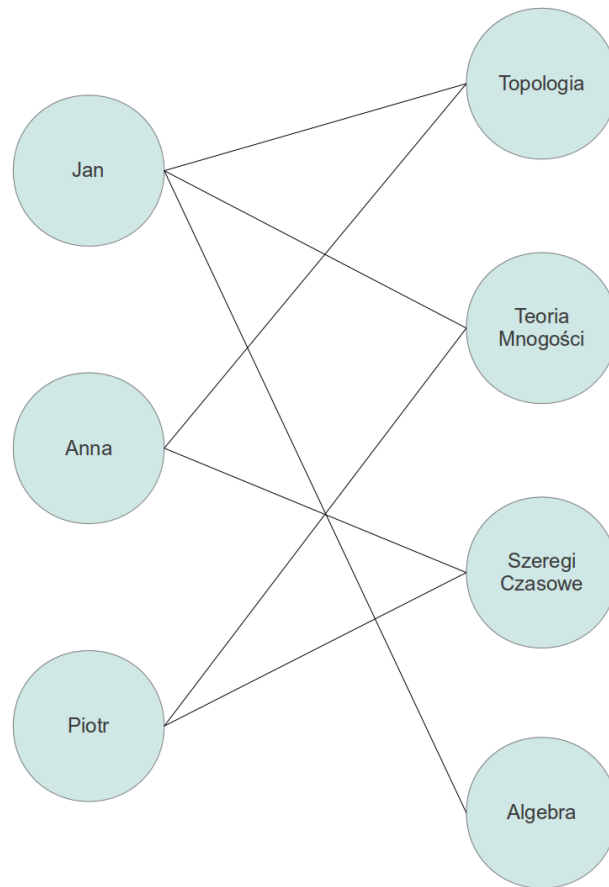 Topologia
Jan
Teoria
Mnogości
Anna
Szeregi
Czasowe
Piotr
Algebra